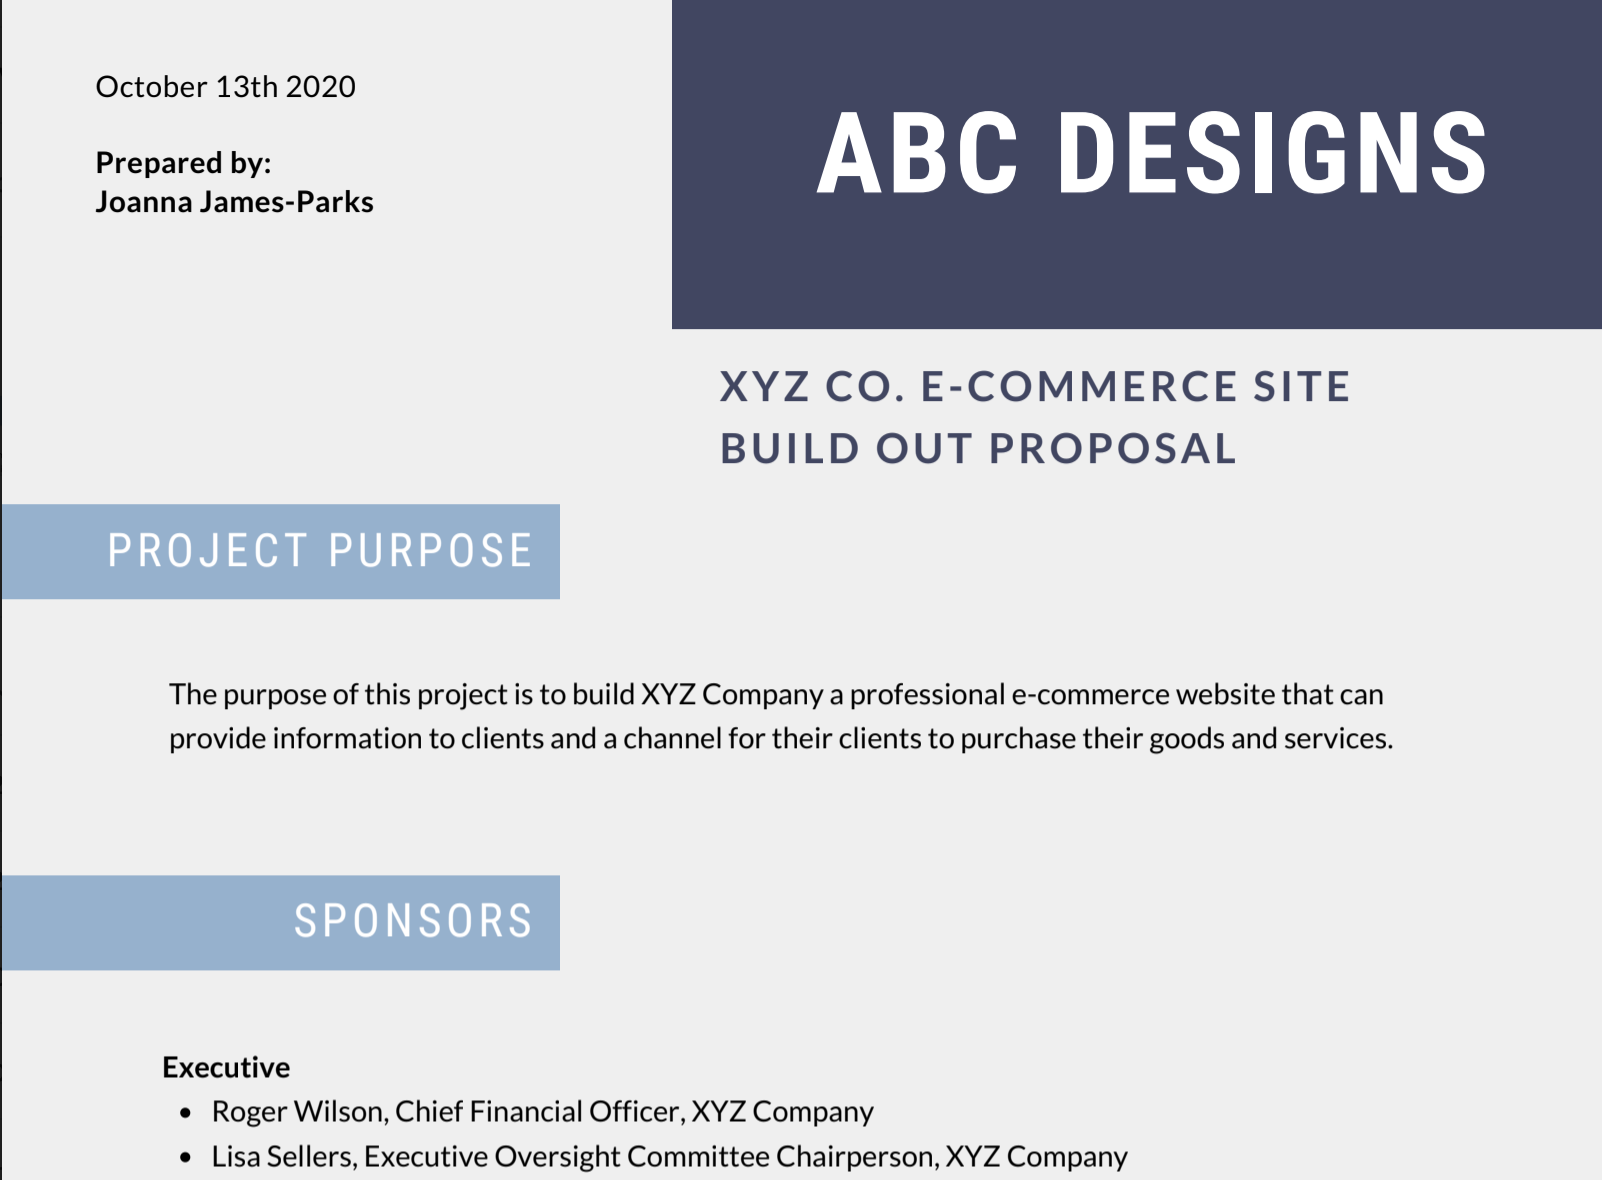 October 13th 2020
Prepared by:
Joanna James-Parks
ABC DESIGNS
XYZ CO. E-COMMERCE SITE
BUILD OUT PROPOSAL
PROJECT PURPOSE
The purpose of this project is to build XYZ Company a professional e-commerce website that can
provide information to clients and a channel for their clients to purchase their goods and services.
SPONSORS
Executive
• Roger Wilson, Chief Financial Officer, XYZ Company
• Lisa Sellers, Executive Oversight Committee Chairperson, XYZ Company